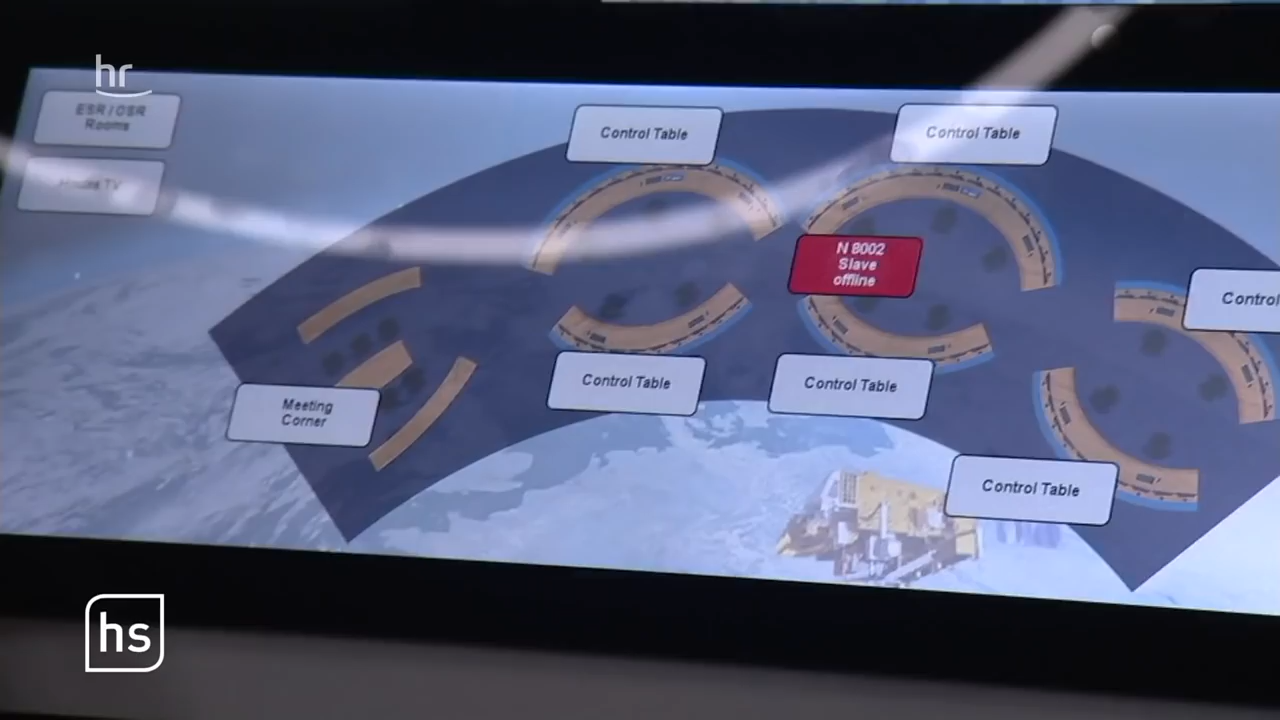 hr
ESR / OSR
Rooms
Control Table
Control Table
N 8002
Slave
offline
Control
Control Table
Control Table
Meeting
Corner
Control Table
hs